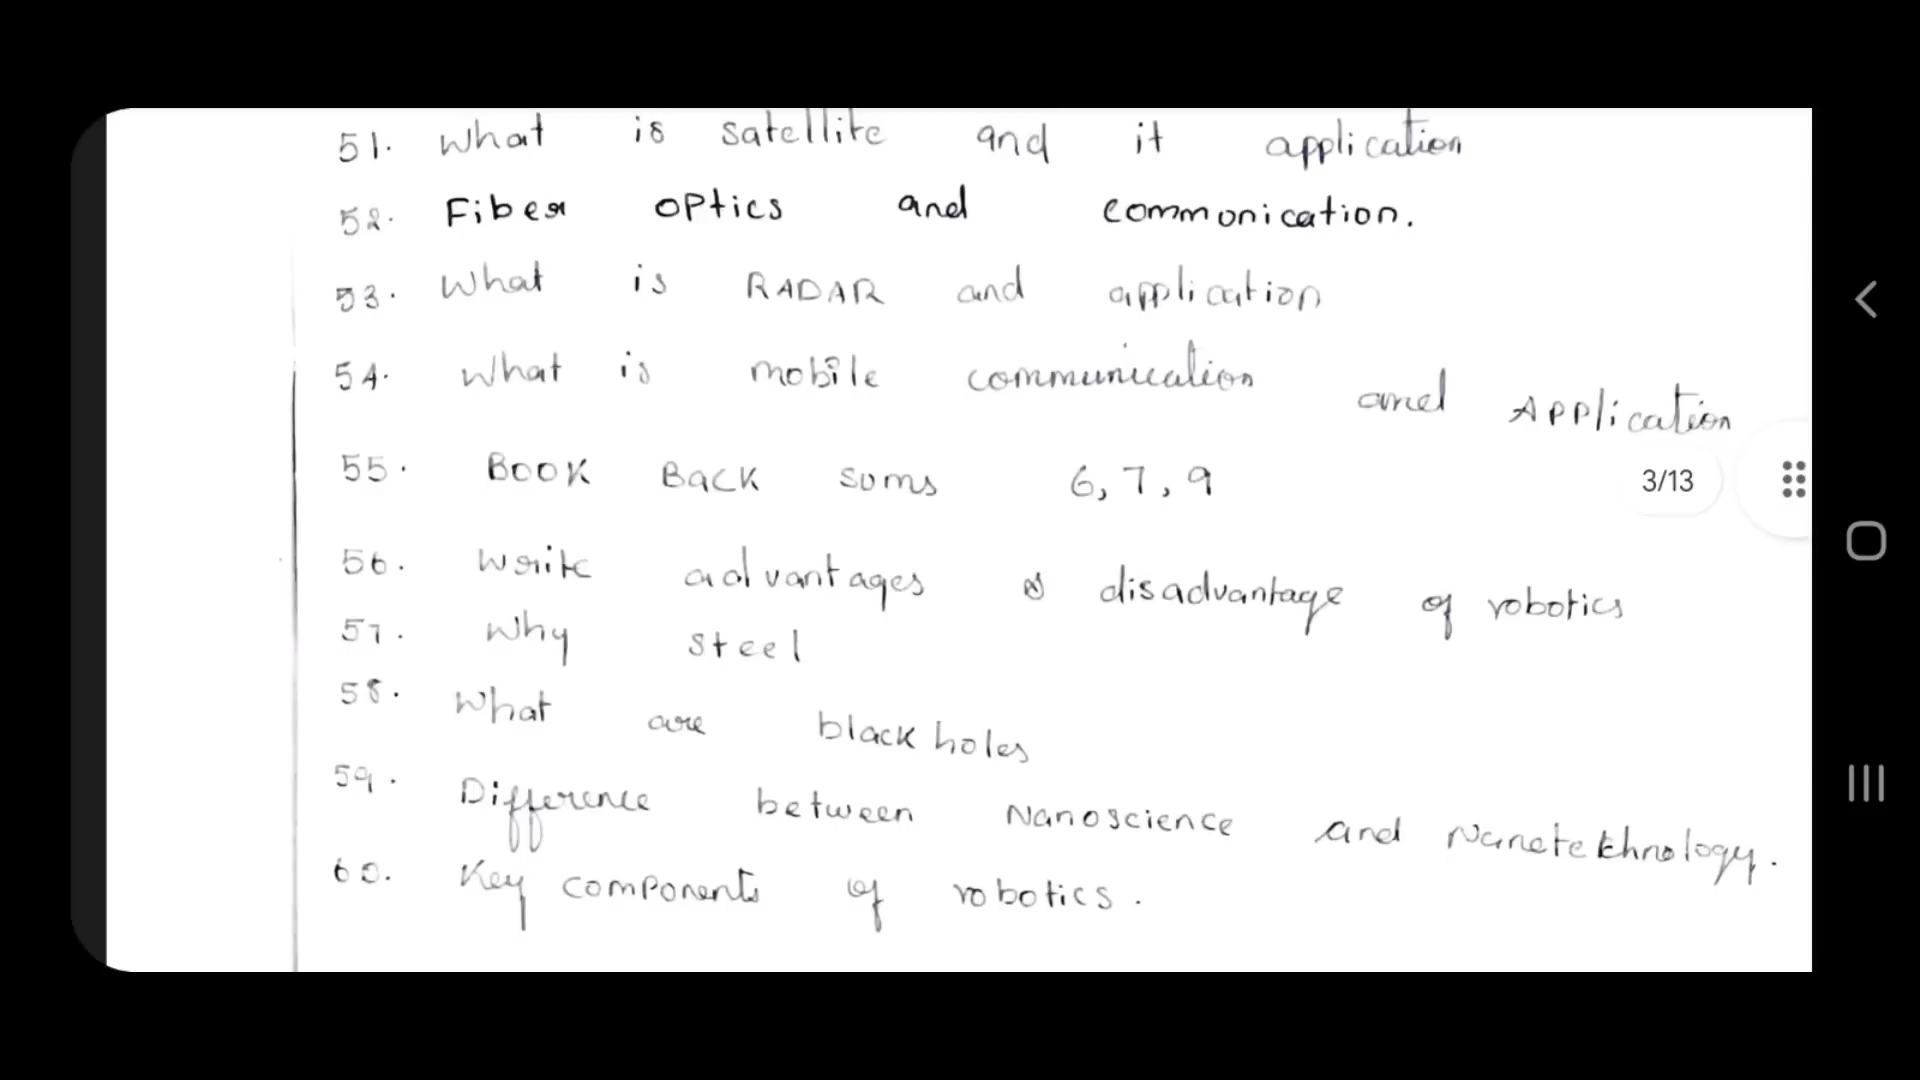 51. What is satellite and it application
52. Fiber optics and communication.
53. What is RADAR and application
54. What is mobile communication and Application
55. BOOK BACK sums 6, 7, 9
3/13
56. Write advantages & disadvantage of robotics
57. Why steel
58. What are black holes
59. Difference between Nanoscience and Nanotekhnology.
60. Key components of robotics.